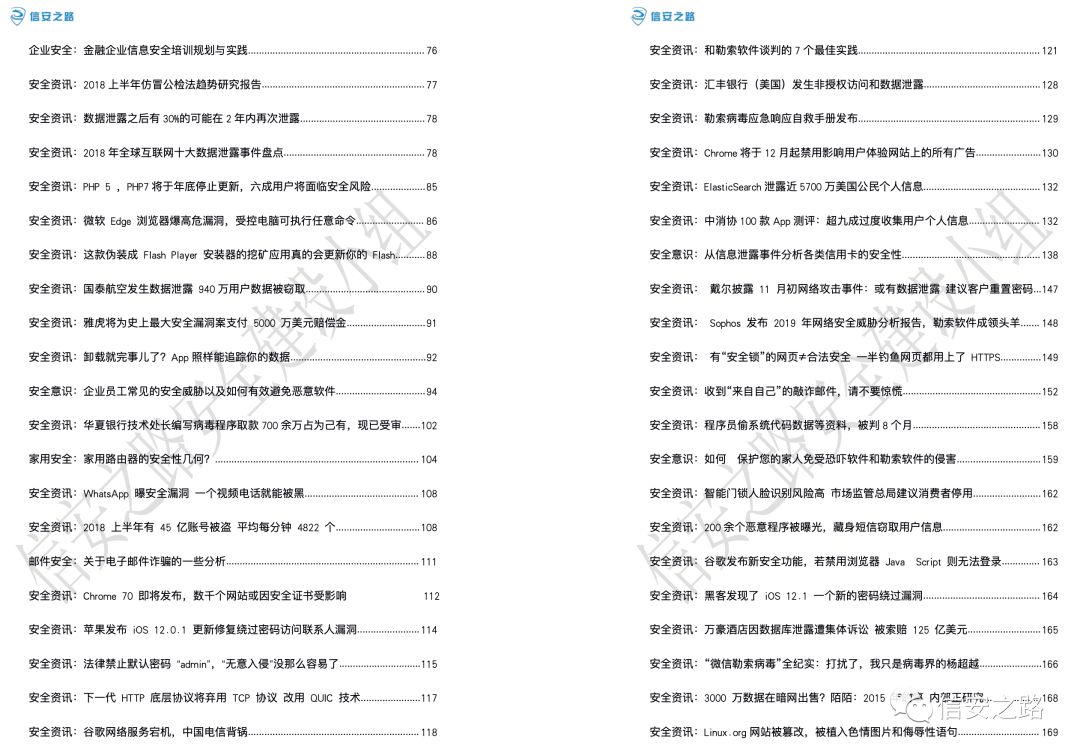 信安之路
企业安全：金融企业信息安全培训规划与实践........ 76
安全资讯：2018 上半年仿冒公检法趋势研究报告........ 77
安全资讯：数据泄露之后有 30%的可能在 2 年内再次泄露........ 78
安全资讯：2018 年全球互联网十大数据泄露事件盘点........ 78
安全资讯：PHP 5 ，PHP7 将于年底停止更新，六成用户将面临安全风险........ 85
安全资讯：微软 Edge 浏览器爆高危漏洞，受控电脑可执行任意命令........ 86
安全资讯：这款伪装成 Flash Player 安装器的挖矿应用真的会更新你的 Flash........ 88
安全资讯：国泰航空发生数据泄露 940 万用户数据被窃取........ 90
安全资讯：雅虎将为史上最大安全漏洞案支付 5000 万美元赔偿金........ 91
安全资讯：卸载就完事儿了？App 照样能追踪你的数据........ 92
安全意识：企业员工常见的安全威胁以及如何有效避免恶意软件........ 94
安全资讯：华夏银行技术处长编写病毒程序取款 700 余万占为己有，现已受审....... 102
家用安全：家用路由器的安全性几何？........ 104
安全资讯：WhatsApp 曝安全漏洞 一个视频电话就能被黑........ 108
安全资讯：2018 上半年有 45 亿账号被盗 平均每分钟 4822 个........ 108
邮件安全：关于电子邮件诈骗的一些分析........ 111
安全资讯：Chrome 70 即将发布，数千个网站或因安全证书受影响 112
安全资讯：苹果发布 iOS 12.0.1 更新修复绕过密码访问联系人漏洞........ 114
安全资讯：法律禁止默认密码 “admin”，“无意入侵”没那么容易了........ 115
安全资讯：下一代 HTTP 底层协议将弃用 TCP 协议 改用 QUIC 技术........ 117
安全资讯：谷歌网络服务宕机，中国电信背锅........ 118
信安之路安全建设小组
信安之路
安全资讯：和勒索软件谈判的 7 个最佳实践........ 121
安全资讯：汇丰银行（美国）发生非授权访问和数据泄露........ 128
安全资讯：勒索病毒应急响应自救手册发布........ 129
安全资讯：Chrome 将于 12 月起禁用影响用户体验网站上的所有广告........ 130
安全资讯：ElasticSearch 泄露近 5700 万美国公民个人信息........ 132
安全资讯：中消协 100 款 App 测评：超九成过度收集用户个人信息........ 132
安全意识：从信息泄露事件分析各类信用卡的安全性........ 138
安全资讯： 戴尔披露 11 月初网络攻击事件：或有数据泄露 建议客户重置密码...147
安全资讯： Sophos 发布 2019 年网络安全威胁分析报告，勒索软件成领头羊....... 148
安全资讯： 有“安全锁”的网页≠合法安全 一半钓鱼网页都用上了 HTTPS........ 149
安全资讯：收到“来自自己”的敲诈邮件，请不要惊慌........ 152
安全资讯：程序员偷系统代码数据等资料，被判 8 个月........ 158
安全意识：如何 保护您的家人免受恐吓软件和勒索软件的侵害........ 159
安全资讯：智能门锁人脸识别风险高 市场监管总局建议消费者停用........ 162
安全资讯：200 余个恶意程序被曝光，藏身短信窃取用户信息........ 162
安全资讯：谷歌发布新安全功能，若禁用浏览器 Java Script 则无法登录........ 163
安全资讯：黑客发现了 iOS 12.1 一个新的密码绕过漏洞........ 164
安全资讯：万豪酒店因数据库泄露遭集体诉讼 被索赔 125 亿美元........ 165
安全资讯：“微信勒索病毒”全纪实：打扰了，我只是病毒界的杨超越........ 166
安全资讯：3000 万数据在暗网出售？陌陌：2015 168
安全资讯：Linux.org 网站被篡改，被植入色情图片和侮辱性语句........ 169
信安之路安全建设小组
信安之路